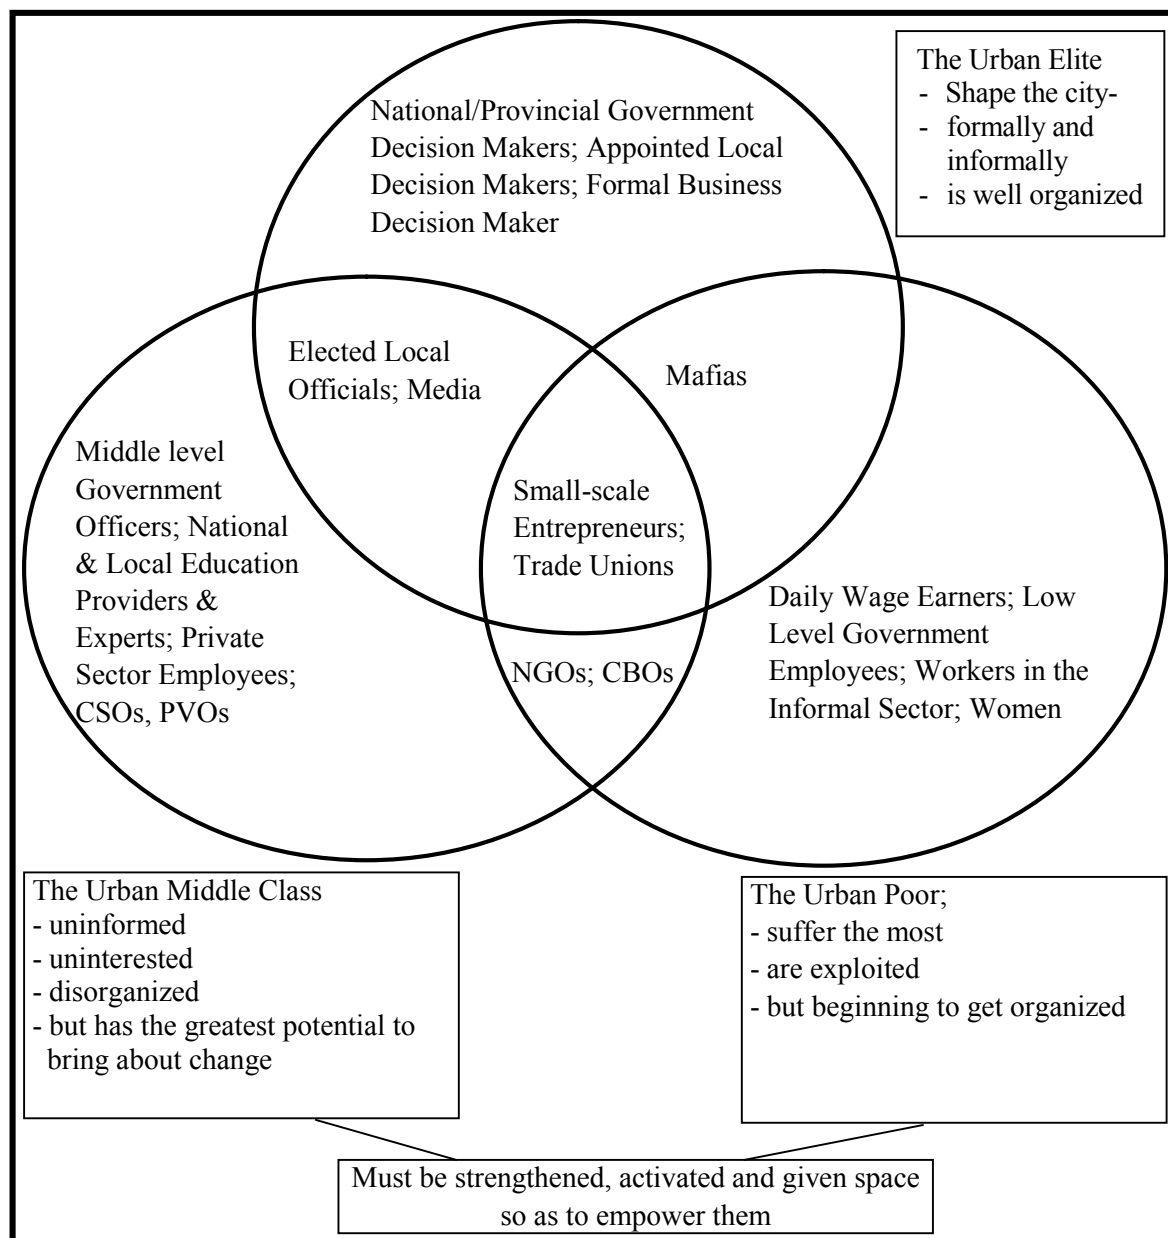 The Urban Elite
- Shape the city-
- formally and
informally
- is well organized
National/Provincial Government
Decision Makers; Appointed Local
Decision Makers; Formal Business
Decision Maker
Elected Local
Officials; Media
Mafias
Middle level
Government
Officers; National
& Local Education
Providers &
Experts; Private
Sector Employees;
CSOs, PVOs
Small-scale
Entrepreneurs;
Trade Unions
Daily Wage Earners; Low
Level Government
Employees; Workers in the
Informal Sector; Women
NGOs; CBOs
The Urban Middle Class
- uninformed
- uninterested
- disorganized
- but has the greatest potential to
bring about change
The Urban Poor;
- suffer the most
- are exploited
- but beginning to get organized
Must be strengthened, activated and given space
so as to empower them